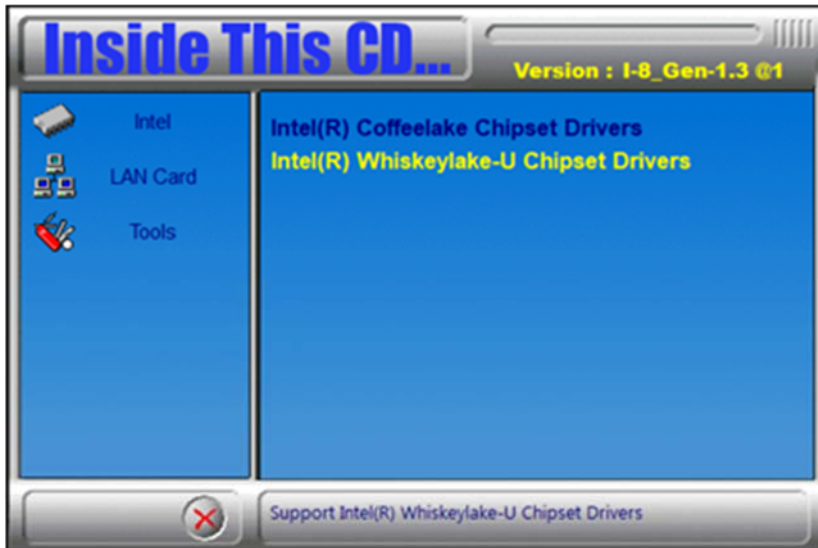 Inside This CD...
Version : I-8_Gen-1.3 @1
Intel
LAN Card
Tools
Intel(R) Coffeelake Chipset Drivers
Intel(R) Whiskeylake-U Chipset Drivers
Support Intel(R) Whiskeylake-U Chipset Drivers